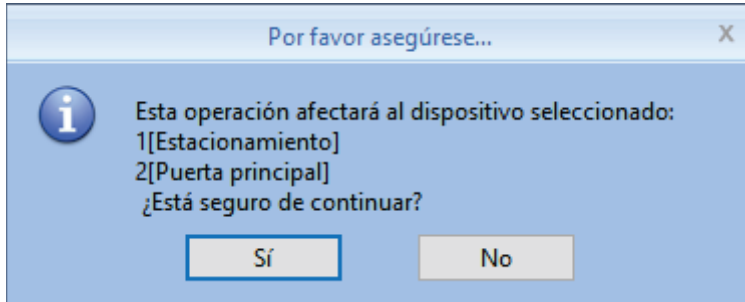 Por favor asegúrese...
X
Esta operación afectará al dispositivo seleccionado:
1[Estacionamiento]
2[Puerta principal]
¿Está seguro de continuar?
Sí
No